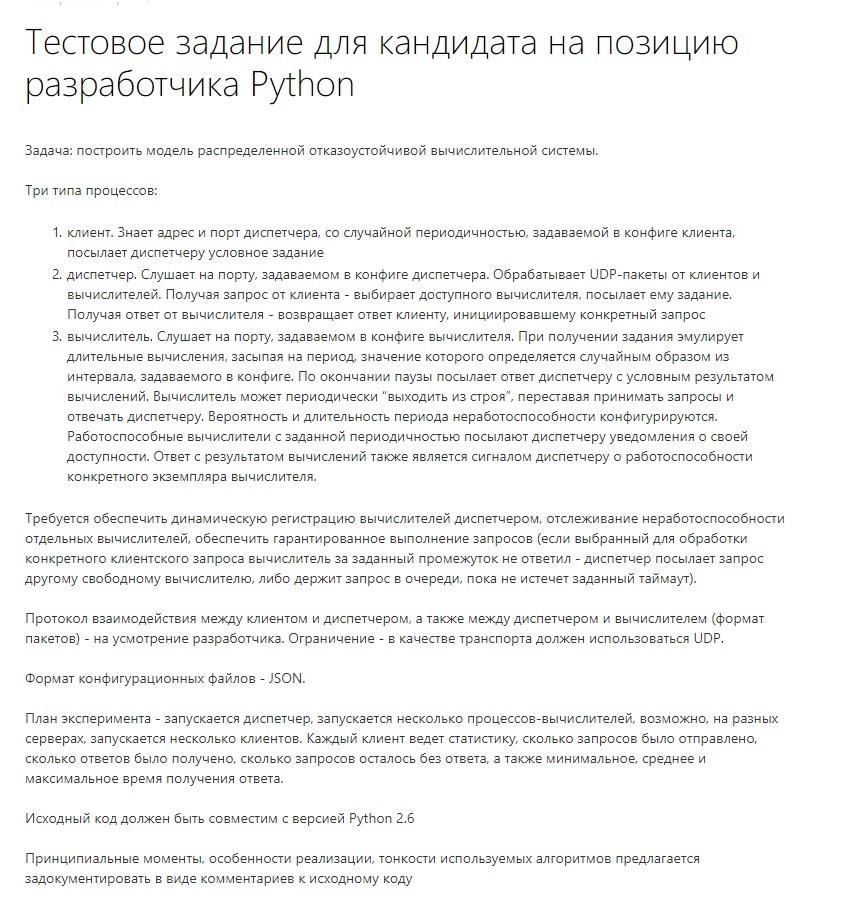 Тестовое задание для кандидата на позицию
разработчика Python
Задача: построить модель распределенной отказоустойчивой вычислительной системы.
Три типа процессов:
1. клиент. Знает адрес и порт диспетчера, со случайной периодичностью, задаваемой в конфиге клиента,
посылает диспетчеру условное задание
2. диспетчер. Слушает на порту, задаваемом в конфиге диспетчера. Обрабатывает UDP-пакеты от клиентов и
вычислителей. Получая запрос от клиента - выбирает доступного вычислителя, посылает ему задание.
Получая ответ от вычислителя - возвращает ответ клиенту, инициировавшему конкретный запрос
3. вычислитель. Слушает на порту, задаваемом в конфиге вычислителя. При получении задания эмулирует
длительные вычисления, засыпая на период, значение которого определяется случайным образом из
интервала, задаваемого в конфиге. По окончании паузы посылает ответ диспетчеру с условным результатом
вычислений. Вычислитель может периодически “выходить из строя”, переставая принимать запросы и
отвечать диспетчеру. Вероятность и длительность периода неработоспособности конфигурируются.
Работоспособные вычислители с заданной периодичностью посылают диспетчеру уведомления о своей
доступности. Ответ с результатом вычислений также является сигналом диспетчеру о работоспособности
конкретного экземпляра вычислителя.
Требуется обеспечить динамическую регистрацию вычислителей диспетчером, отслеживание неработоспособности
отдельных вычислителей, обеспечить гарантированное выполнение запросов (если выбранный для обработки
конкретного клиентского запроса вычислитель за заданный промежуток не ответил - диспетчер посылает запрос
другому свободному вычислителю, либо держит запрос в очереди, пока не истечет заданный таймаут).
Протокол взаимодействия между клиентом и диспетчером, а также между диспетчером и вычислителем (формат
пакетов) - на усмотрение разработчика. Ограничение - в качестве транспорта должен использоваться UDP.
Формат конфигурационных файлов - JSON.
План эксперимента - запускается диспетчер, запускается несколько процессов-вычислителей, возможно, на разных
серверах, запускается несколько клиентов. Каждый клиент ведет статистику, сколько запросов было отправлено,
сколько ответов было получено, сколько запросов осталось без ответа, а также минимальное, среднее и
максимальное время получения ответа.
Исходный код должен быть совместим с версией Python 2.6
Принципиальные моменты, особенности реализации, тонкости используемых алгоритмов предлагается
задокументировать в виде комментариев к исходному коду